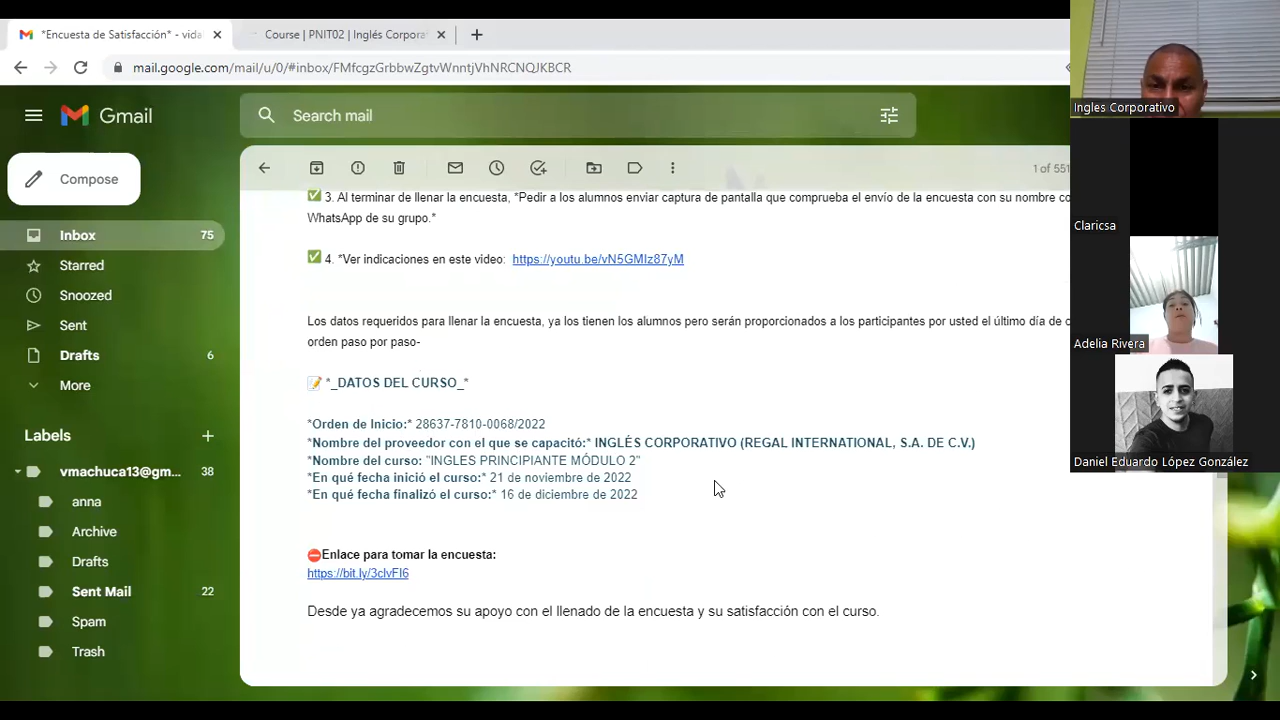 *Encuesta de Satisfacción* - vida
Course | PNIT02 | Inglés Corporat
mail.google.com/mail/u/0/#inbox/FMfcgzGrbbwZgtvWnntjVhNRCNQJKBCR
Gmail
Search mail
Compose
1 of 551
Inbox 75
Starred
Snoozed
Sent
Drafts 6
More
Labels
vmachuca13@gm... 38
anna
Archive
Drafts
Sent Mail 22
Spam
Trash
3. Al terminar de llenar la encuesta, *Pedir a los alumnos enviar captura de pantalla que comprueba el envío de la encuesta con su nombre co
WhatsApp de su grupo.*
4. *Ver indicaciones en este video: https://youtu.be/vN5GMIz87yM
Los datos requeridos para llenar la encuesta, ya los tienen los alumnos pero serán proporcionados a los participantes por usted el último día de c
orden paso por paso-
*_DATOS DEL CURSO_*
*Orden de Inicio:* 28637-7810-0068/2022
*Nombre del proveedor con el que se capacitó:* INGLÉS CORPORATIVO (REGAL INTERNATIONAL, S.A. DE C.V.)
*Nombre del curso: "INGLES PRINCIPIANTE MÓDULO 2"
*En qué fecha inició el curso:* 21 de noviembre de 2022
*En qué fecha finalizó el curso:* 16 de diciembre de 2022
Enlace para tomar la encuesta:
https://bit.ly/3clvFI6
Desde ya agradecemos su apoyo con el llenado de la encuesta y su satisfacción con el curso.
Ingles Corporativo
Claricsa
Adelia Rivera
Daniel Eduardo López González